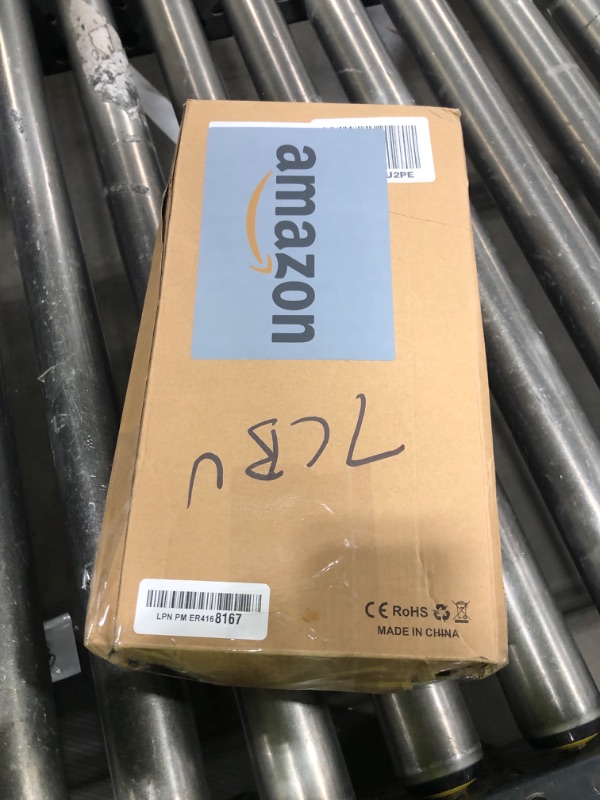 J2PE
amazon
7CBU
LPN PM ER4168167
CE RoHS
MADE IN CHINA